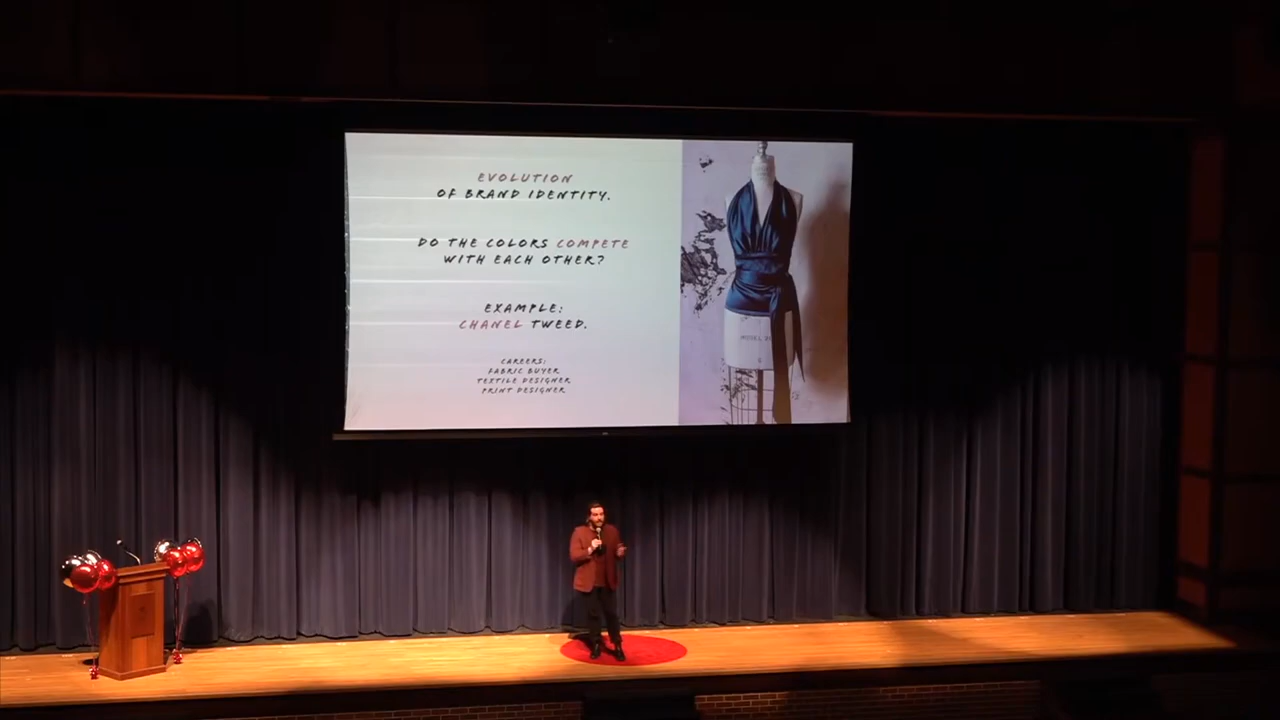 EVOLUTION
OF BRAND IDENTITY.
DO THE COLORS COMPETE
WITH EACH OTHER?
EXAMPLE:
CHANEL TWEED.
CAREERS:
FABRIC BUYER
TEXTILE DESIGNER
PRINT DESIGNER